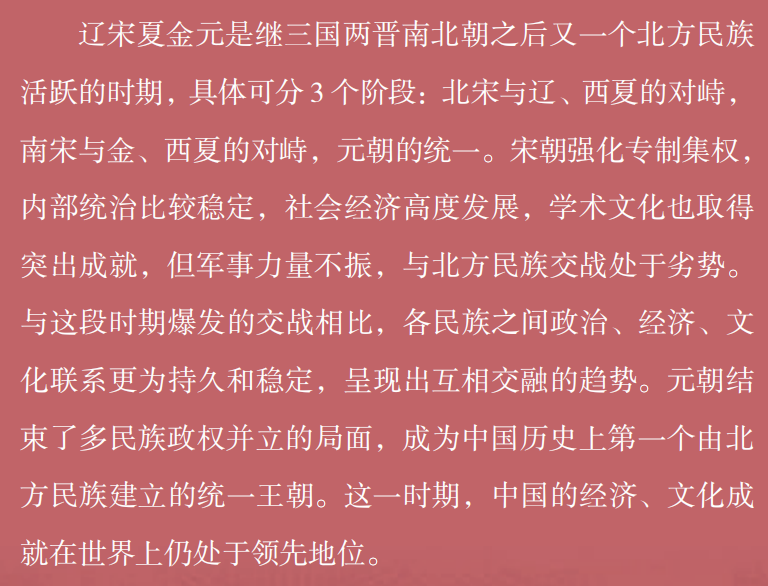 辽宋夏金元是继三国两晋南北朝之后又一个北方民族
活跃的时期，具体可分3个阶段：北宋与辽、西夏的对峙，
南宋与金、西夏的对峙，元朝的统一。宋朝强化专制集权，
内部统治比较稳定，社会经济高度发展，学术文化也取得
突出成就，但军事力量不振，与北方民族交战处于劣势。
与这段时期爆发的交战相比，各民族之间政治、经济、文
化联系更为持久和稳定，呈现出互相交融的趋势。元朝结
束了多民族政权并立的局面，成为中国历史上第一个由北
方民族建立的统一王朝。这一时期，中国的经济、文化成
就在世界上仍处于领先地位。